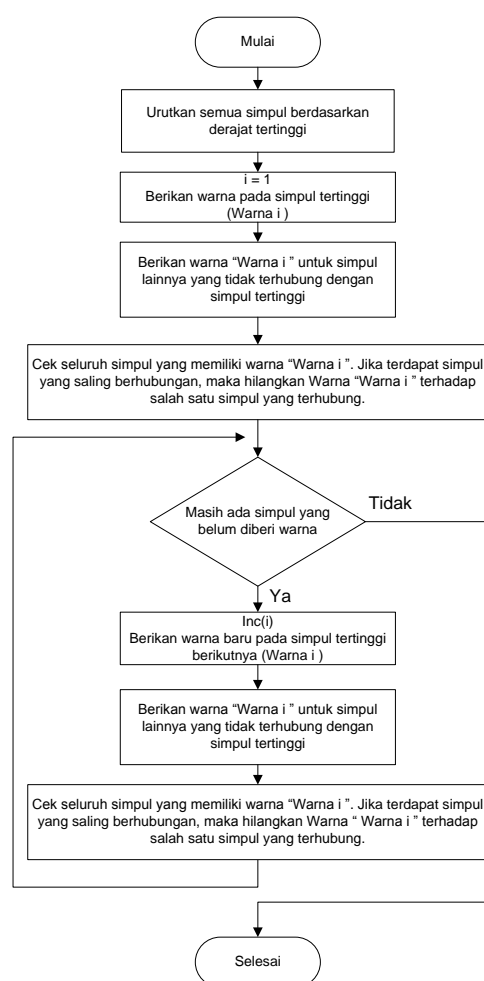 Mulai
Urutkan semua simpul berdasarkan
derajat tertinggi
i = 1
Berikan warna pada simpul tertinggi
(Warna i )
Berikan warna “Warna i ” untuk simpul
lainnya yang tidak terhubung dengan
simpul tertinggi
Cek seluruh simpul yang memiliki warna “Warna i ”. Jika terdapat simpul
yang saling berhubungan, maka hilangkan Warna “Warna i ” terhadap
salah satu simpul yang terhubung.
Masih ada simpul yang
belum diberi warna
Tidak
Ya
Inc(i)
Berikan warna baru pada simpul tertinggi
berikutnya (Warna i )
Berikan warna “Warna i ” untuk simpul
lainnya yang tidak terhubung dengan
simpul tertinggi
Cek seluruh simpul yang memiliki warna “Warna i ”. Jika terdapat simpul
yang saling berhubungan, maka hilangkan Warna “ Warna i ” terhadap
salah satu simpul yang terhubung.
Selesai